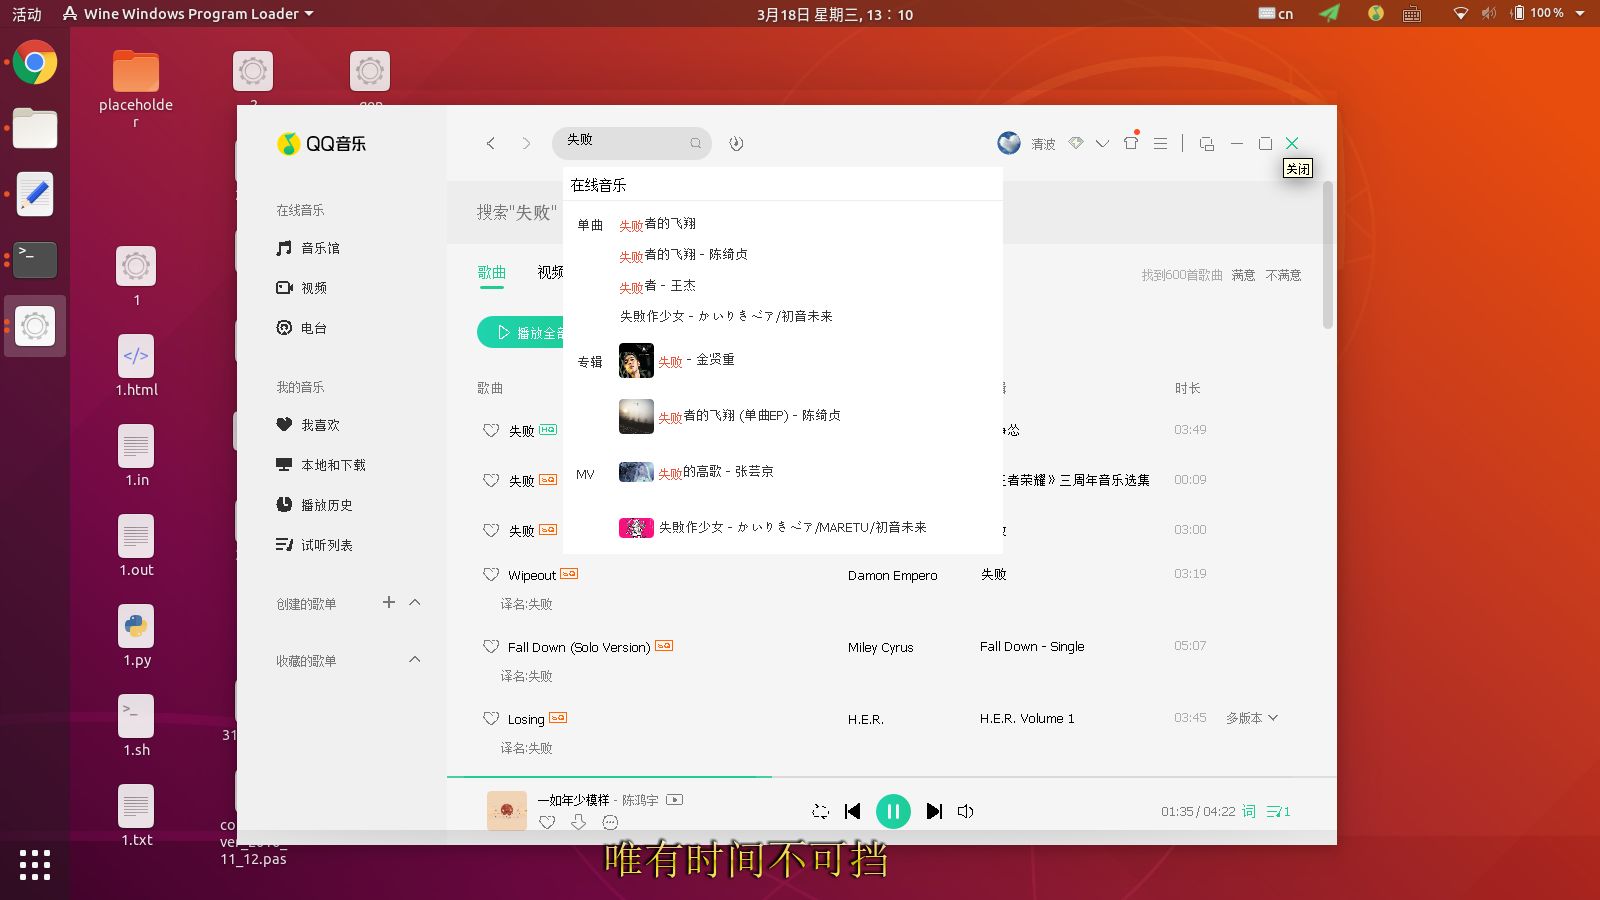 活动 Wine Windows Program Loader
3月18日 星期三, 13：10
cn
100 %
placeholder
2
1
1.html
1.in
1.out
1.py
1.sh
1.txt
11_12.pas
QQ音乐
在线音乐
音乐馆
视频
电台
我的音乐
我喜欢
本地和下载
播放历史
试听列表
创建的歌单
收藏的歌单
失败
清波
关闭
搜索"失败"
歌曲 视频
找到600首歌曲 满意 不满意
播放全部
歌曲
时长
在线音乐
单曲
失败者的飞翔
失败者的飞翔 - 陈绮贞
失败者 - 王杰
失敗作少女 - かいりきベア/初音未来
专辑
失败 - 金贤重
失败者的飞翔 (单曲EP) - 陈绮贞
MV
失败的高歌 - 张芸京
失敗作少女 - かいりきベア/MARETU/初音未来
失败 HQ 03:49
失败 SQ 王者荣耀》三周年音乐选集 00:09
失败 SQ 03:00
Wipeout SQ Damon Empero 失败 03:19
译名:失败
Fall Down (Solo Version) SQ Miley Cyrus Fall Down - Single 05:07
译名:失败
Losing SQ H.E.R. H.E.R. Volume 1 03:45 多版本
译名:失败
一如年少模样 - 陈鸿宇
01:35 / 04:22 词 1
唯有时间不可挡